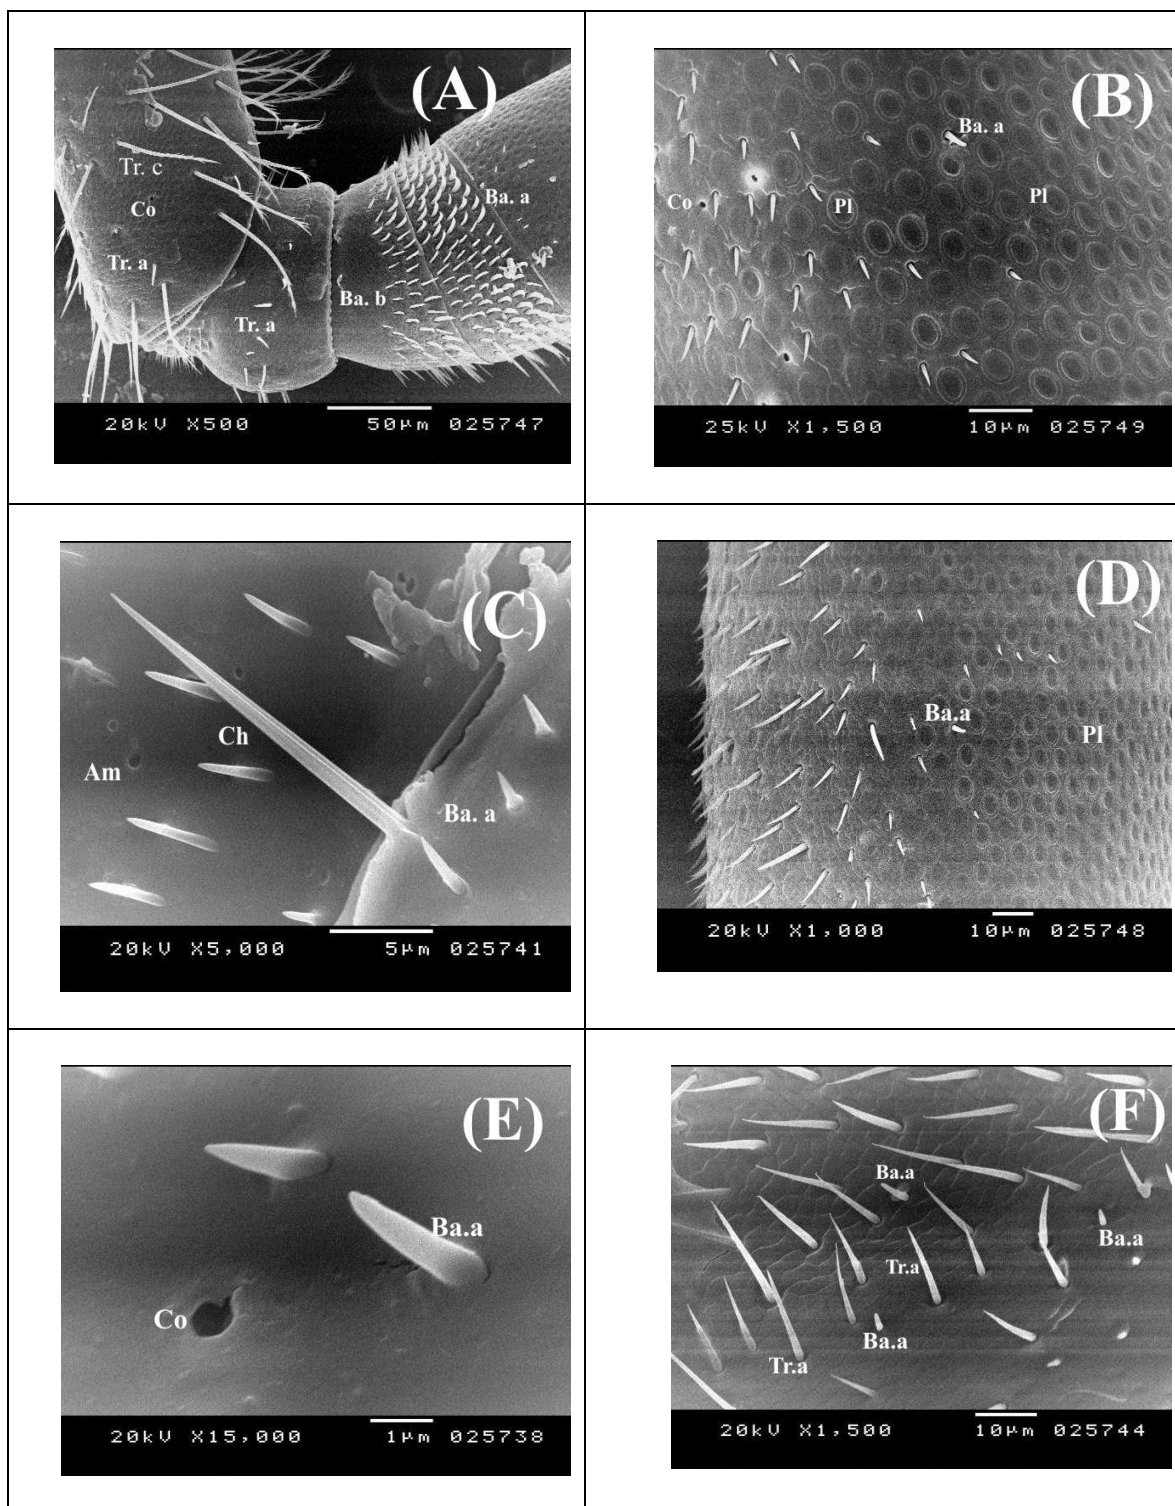 (A)
Tr. c
Ba. a
Co
Tr. a
Ba. b
Tr. a
20kV X500 50µm 025747
(B)
Ba. a
Co
Pl
Pl
25kV X1,500 10µm 025749
(C)
Ch
Am
Ba. a
20kV X5,000 5µm 025741
(D)
Ba.a
Pl
20kV X1,000 10µm 025748
(E)
Ba.a
Co
20kV X15,000 1µm 025738
(F)
Ba.a
Ba.a
Tr.a
Ba.a
Tr.a
20kV X1,500 10µm 025744